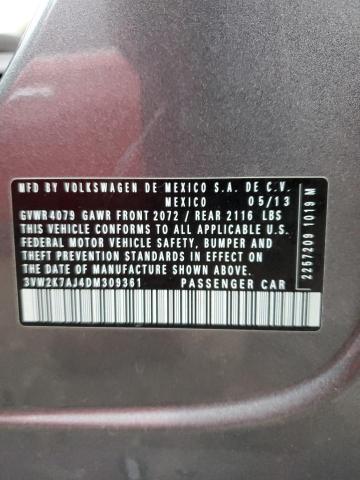 MFD BY VOLKSWAGEN DE MEXICO S.A. DE C.V.
MEXICO 05/13
GVWR4079 GAWR FRONT 2072 / REAR 2116 LBS
THIS VEHICLE CONFORMS TO ALL APPLICABLE U.S.
FEDERAL MOTOR VEHICLE SAFETY, BUMPER AND
THEFT PREVENTION STANDARDS IN EFFECT ON THE
DATE OF MANUFACTURE SHOWN ABOVE.
3VW2K7AJ4DM309361 PASSENGER CAR
2257209 1019 M